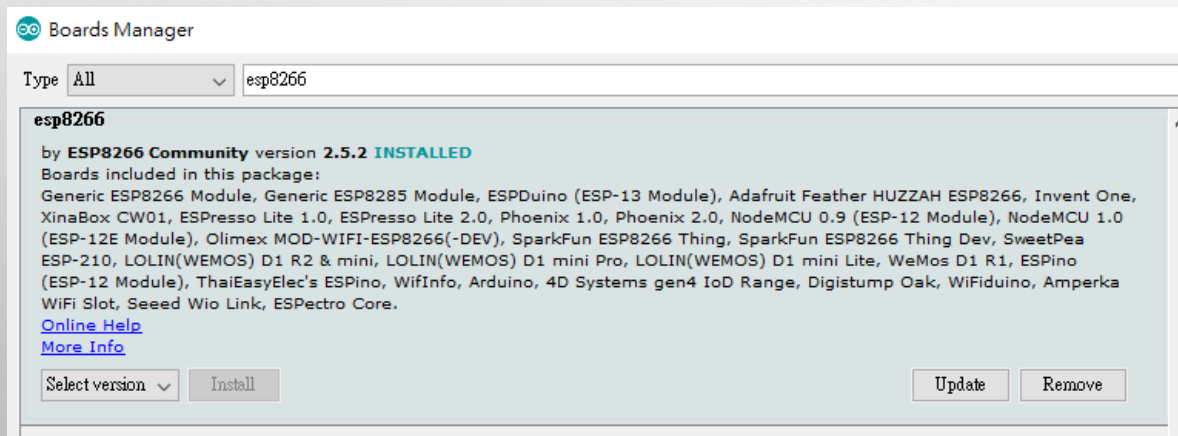 Boards Manager
Type All esp8266
esp8266
by ESP8266 Community version 2.5.2 INSTALLED
Boards included in this package:
Generic ESP8266 Module, Generic ESP8285 Module, ESPDuino (ESP-13 Module), Adafruit Feather HUZZAH ESP8266, Invent One,
XinaBox CW01, ESPresso Lite 1.0, ESPresso Lite 2.0, Phoenix 1.0, Phoenix 2.0, NodeMCU 0.9 (ESP-12 Module), NodeMCU 1.0
(ESP-12E Module), Olimex MOD-WIFI-ESP8266(-DEV), SparkFun ESP8266 Thing, SparkFun ESP8266 Thing Dev, SweetPea
ESP-210, LOLIN(WEMOS) D1 R2 & mini, LOLIN(WEMOS) D1 mini Pro, LOLIN(WEMOS) D1 mini Lite, WeMos D1 R1, ESPino
(ESP-12 Module), ThaiEasyElec's ESPino, WifInfo, Arduino, 4D Systems gen4 IoD Range, Digistump Oak, WiFiduino, Amperka
WiFi Slot, Seeed Wio Link, ESPectro Core.
Online Help
More Info
Select version Install Update Remove